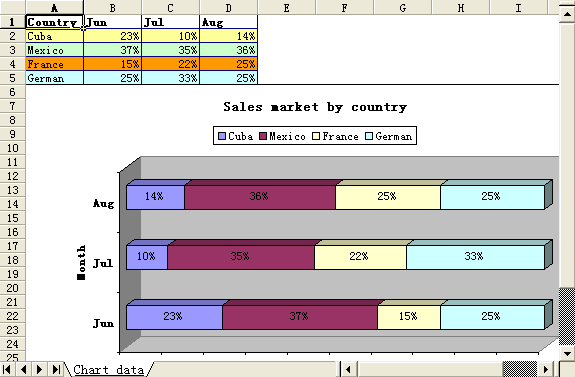 A B C D E F G H I
1 Country Jun Jul Aug
2 Cuba 23% 10% 14%
3 Mexico 37% 35% 36%
4 France 15% 22% 25%
5 German 25% 33% 25%
6
7 Sales market by country
8
9 Cuba Mexico France German
10
11
12
13 14% 36% 25% 25%
14 Aug
15
16
17 10% 35% 22% 33%
18 Jul
Month
19
20
21
22 23% 37% 15% 25%
23 Jun
24
25
Chart data